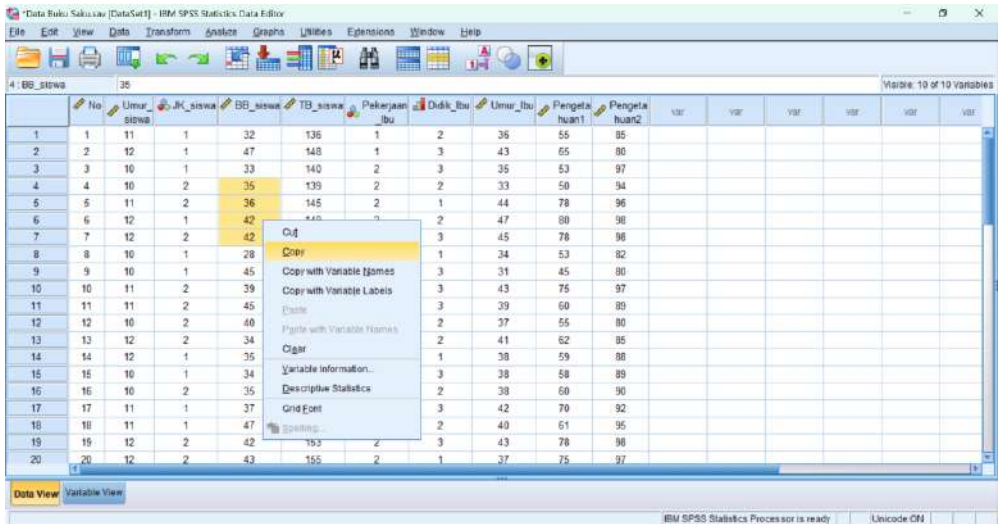 *Data Buku Saku.sav [DataSet1] - IBM SPSS Statistics Data Editor
File Edit View Data Transform Analyze Graphs Utilities Extensions Window Help
4 : BB_siswa 35 Visible: 10 of 10 Variables
No Umur_siswa JK_siswa BB_siswa TB_siswa Pekerjaan_Ibu Didik_Ibu Umur_Ibu Pengetahuan1 Pengetahuan2 var var var var var var
1 1 11 1 32 136 1 2 36 55 85
2 2 12 1 47 148 1 3 43 65 80
3 3 10 1 33 140 2 3 35 53 97
4 4 10 2 35 139 2 2 33 50 94
5 5 11 2 36 145 2 1 44 78 96
6 6 12 1 42 2 47 80 98
7 7 12 2 42 3 45 78 98
8 8 10 1 28 1 34 53 82
9 9 10 1 45 3 31 45 80
10 10 11 2 39 3 43 75 97
11 11 11 2 45 3 39 60 89
12 12 10 2 40 2 37 55 80
13 13 12 2 34 2 41 62 85
14 14 12 1 35 1 38 59 88
15 15 10 1 34 3 38 58 89
16 16 10 2 35 2 38 60 90
17 17 11 1 37 3 42 70 92
18 18 11 1 47 2 40 61 95
19 19 12 2 42 153 2 3 43 78 98
20 20 12 2 43 155 2 1 37 75 97
Cut
Copy
Copy with Variable Names
Copy with Variable Labels
Paste
Paste with Variable Names
Clear
Variable Information...
Descriptive Statistics
Grid Font
Spelling...
Data View Variable View
IBM SPSS Statistics Processor is ready Unicode:ON